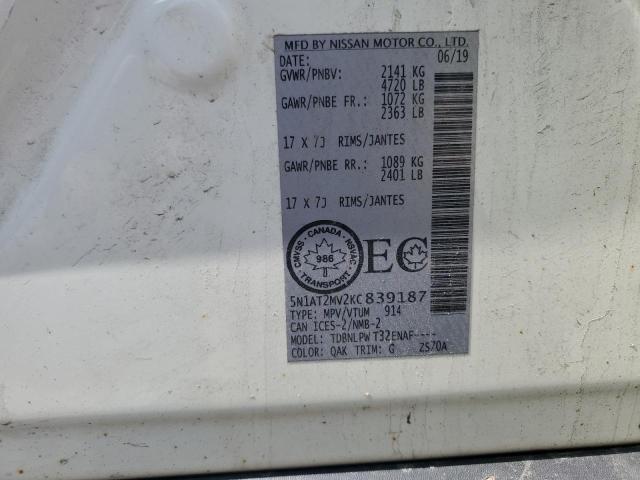 MFD BY NISSAN MOTOR CO., LTD.
DATE: 06/19
GVWR/PNBV: 2141 KG
4720 LB
GAWR/PNBE FR.: 1072 KG
2363 LB
17 X 7J RIMS/JANTES
GAWR/PNBE RR.: 1089 KG
2401 LB
17 X 7J RIMS/JANTES
CMVSS - CANADA - NSVAC
986
TRANSPORT
EC
5N1AT2MV2KC839187
TYPE: MPV/VTUM 914
CAN ICES-2/NMB-2
MODEL: TDBNLPW T32ENAF----
COLOR: QAK TRIM: G 2S70A